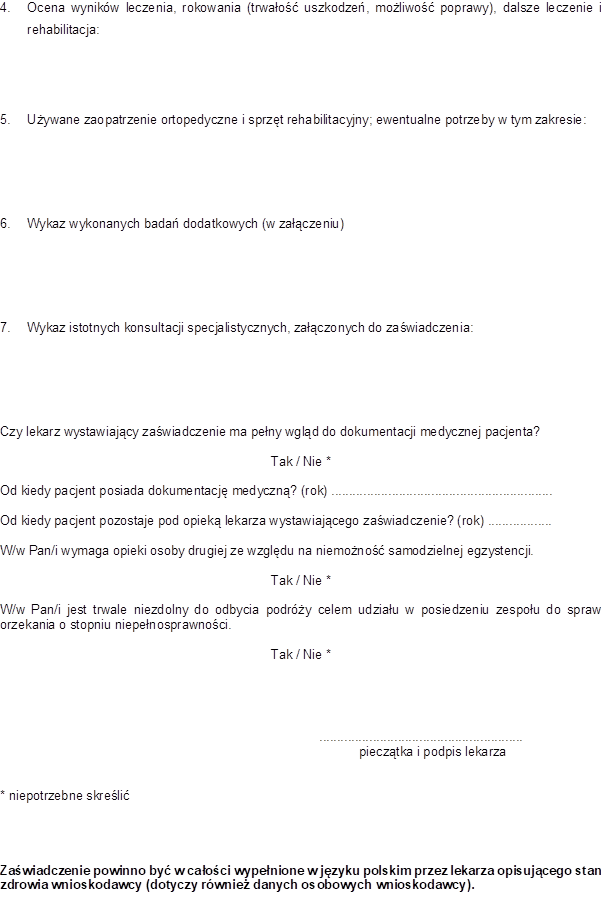 4. Ocena wyników leczenia, rokowania (trwałość uszkodzeń, możliwość poprawy), dalsze leczenie i
rehabilitacja:
5. Używane zaopatrzenie ortopedyczne i sprzęt rehabilitacyjny; ewentualne potrzeby w tym zakresie:
6. Wykaz wykonanych badań dodatkowych (w załączeniu)
7. Wykaz istotnych konsultacji specjalistycznych, załączonych do zaświadczenia:
Czy lekarz wystawiający zaświadczenie ma pełny wgląd do dokumentacji medycznej pacjenta?
Tak / Nie *
Od kiedy pacjent posiada dokumentację medyczną? (rok) ..............................................................
Od kiedy pacjent pozostaje pod opieką lekarza wystawiającego zaświadczenie? (rok) ..................
W/w Pan/i wymaga opieki osoby drugiej ze względu na niemożność samodzielnej egzystencji.
Tak / Nie *
W/w Pan/i jest trwale niezdolny do odbycia podróży celem udziału w posiedzeniu zespołu do spraw
orzekania o stopniu niepełnosprawności.
Tak / Nie *
.........................................................
pieczątka i podpis lekarza
* niepotrzebne skreślić
Zaświadczenie powinno być w całości wypełnione w języku polskim przez lekarza opisującego stan
zdrowia wnioskodawcy (dotyczy również danych osobowych wnioskodawcy).